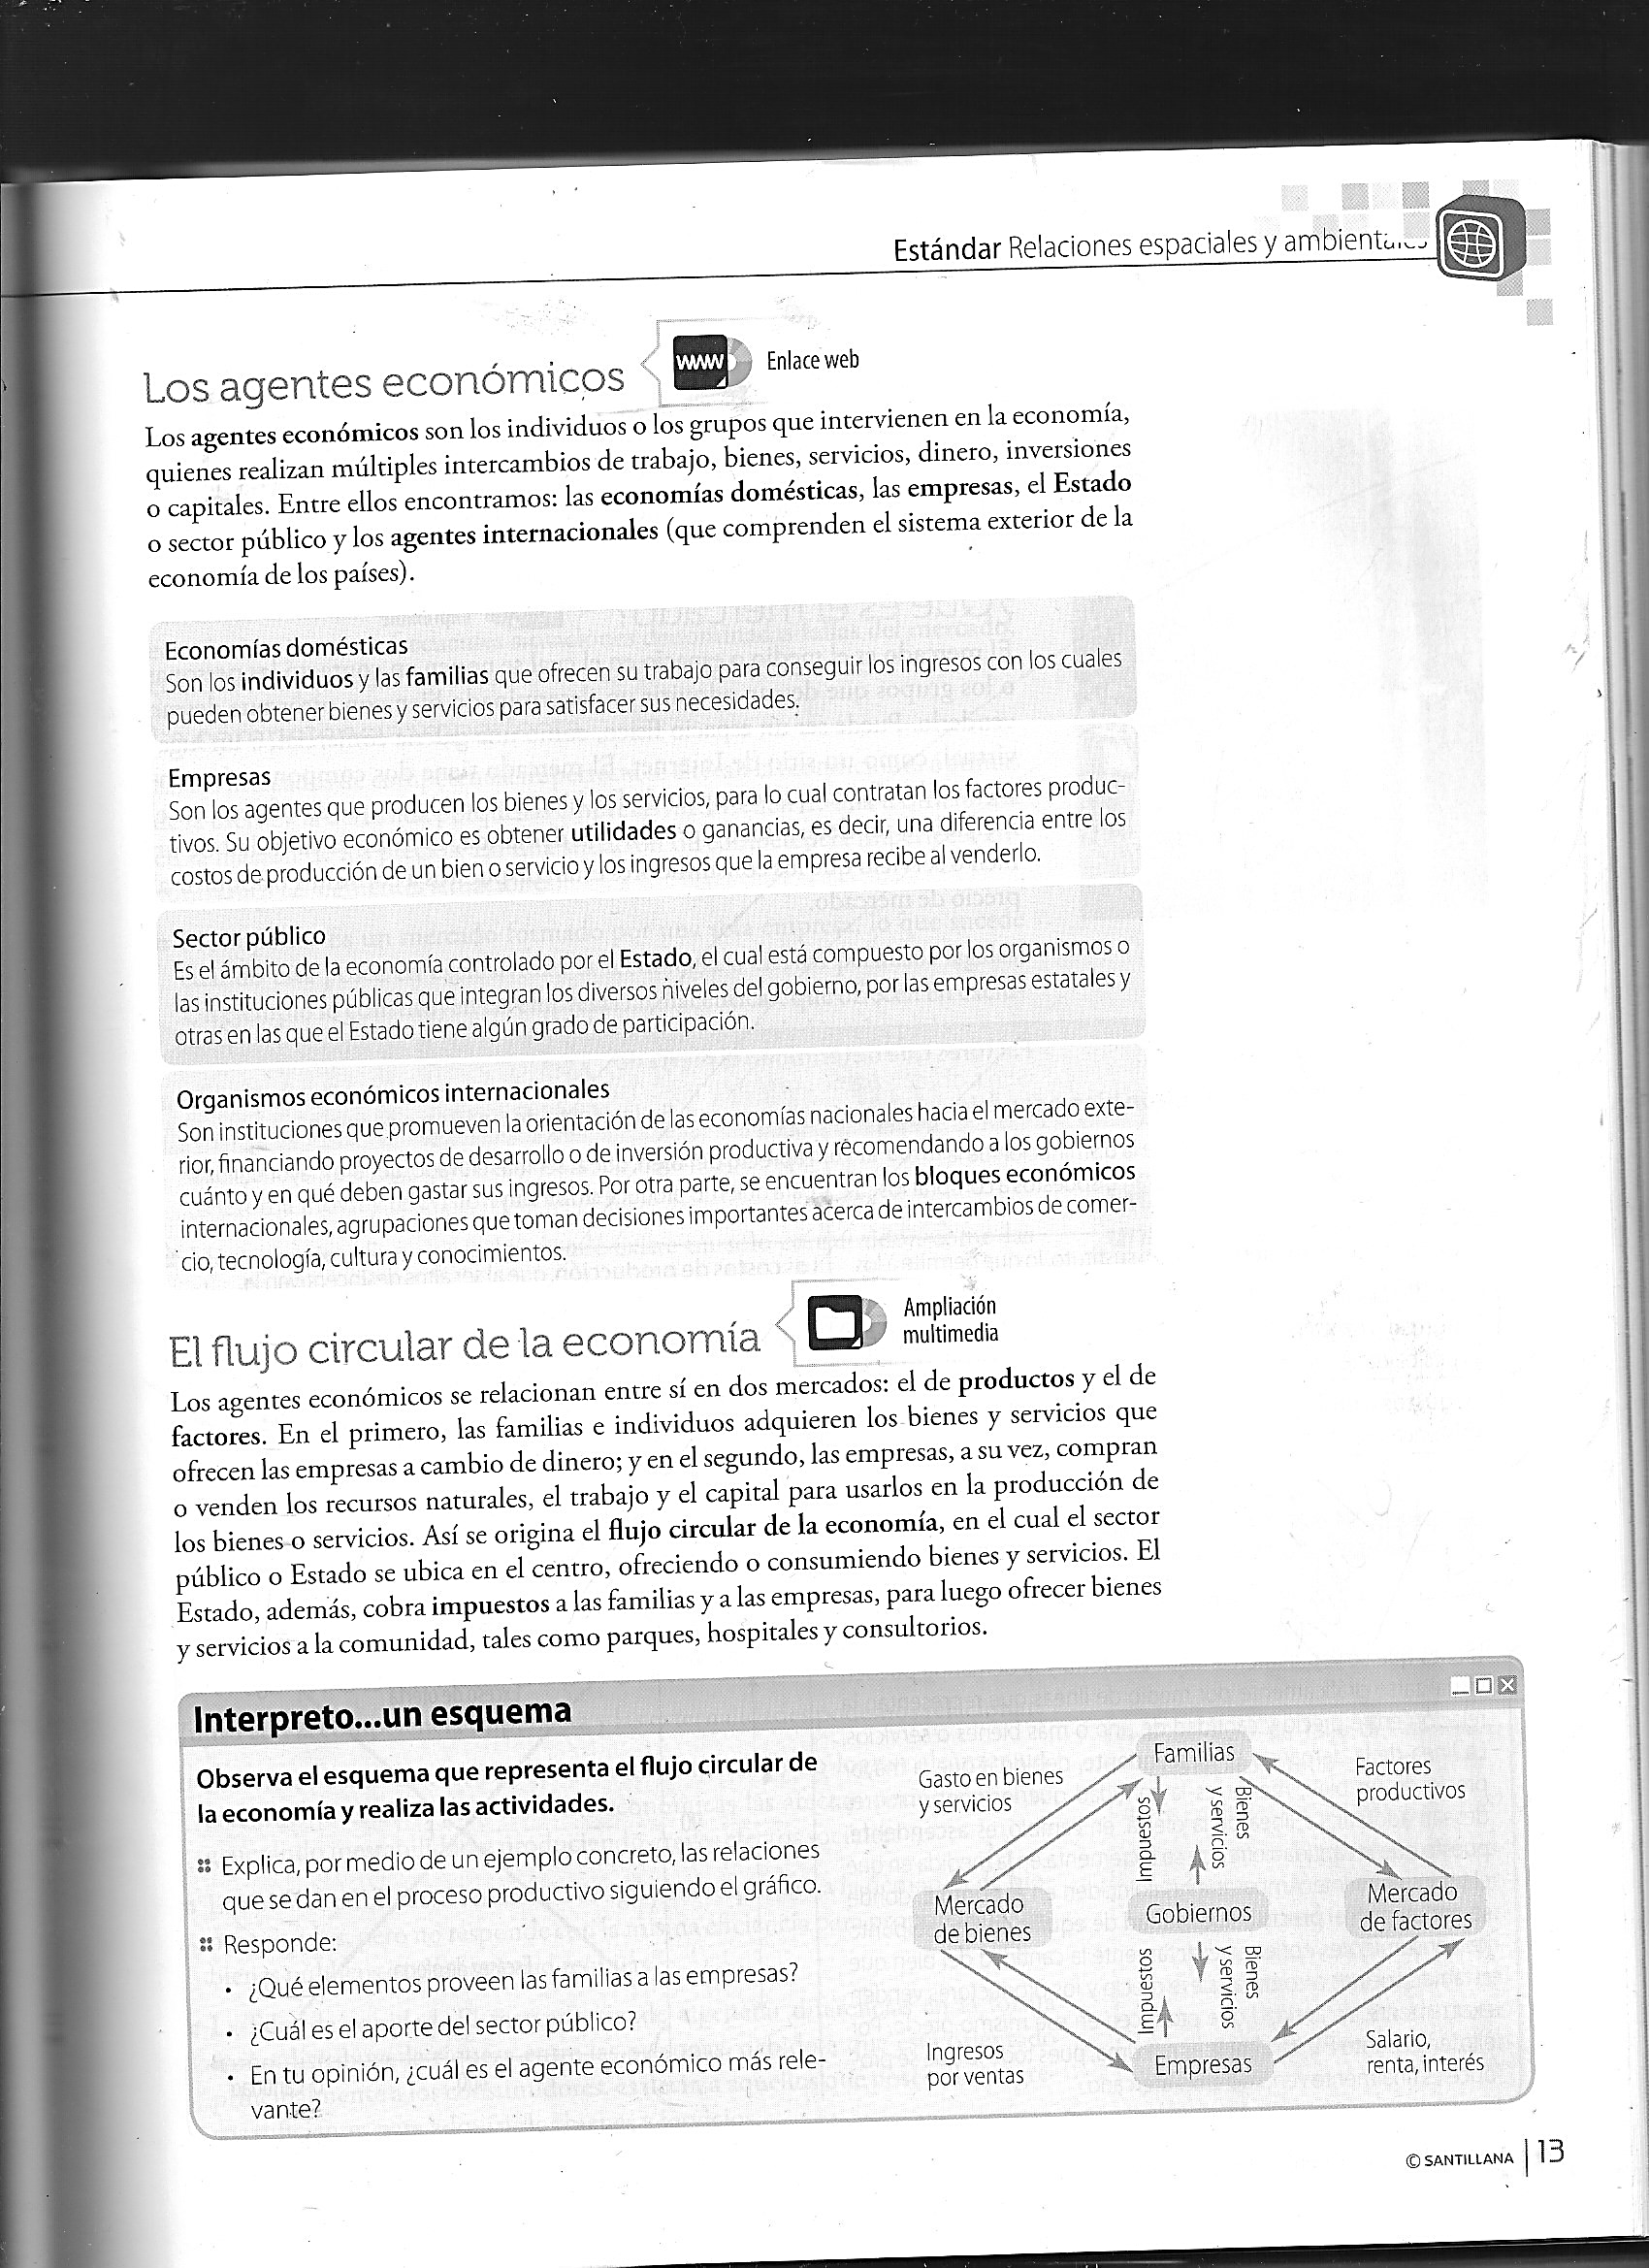 Estándar Relaciones espaciales y
Los agentes económicos
www
Enlace web
Los agentes económicos son los individuos o los grupos que intervienen en la economía,
quienes realizan múltiples intercambios de trabajo, bienes, servicios, dinero, inversiones
o capitales. Entre ellos encontramos: las economías domésticas, las empresas, el Estado
o sector público y los agentes internacionales (que comprenden el sistema exterior de la
economía de los países).
Economías domésticas
Son los individuos y las familias que ofrecen su trabajo para conseguir los ingresos con los cuales
pueden obtener bienes y servicios para satisfacer sus necesidades.
Empresas
Son los agentes que producen los bienes y los servicios, para lo cual contratan los factores produc-
tivos. Su objetivo económico es obtener utilidades o ganancias, es decir, una diferencia entre los
costos de producción de un bien o servicio y los ingresos que la empresa recibe al venderlo.
Sector público
Es el ámbito de la economía controlado por el Estado, el cual está compuesto por los organismos o
las instituciones públicas que integran los diversos niveles del gobierno, por las empresas estatales y
otras en las que el Estado tiene algún grado de participación.
Organismos económicos internacionales
Son instituciones que promueven la orientación de las economías nacionales hacia el mercado exte-
rior, financiando proyectos de desarrollo o de inversión productiva y recomendando a los gobiernos
cuánto y en qué deben gastar sus ingresos. Por otra parte, se encuentran los bloques económicos
internacionales, agrupaciones que toman decisiones importantes acerca de intercambios de comer-
cio, tecnología, cultura y conocimientos.
El flujo circular de la economía
Ampliación
multimedia
Los agentes económicos se relacionan entre sí en dos mercados: el de productos y el de
factores. En el primero, las familias e individuos adquieren los bienes y servicios que
ofrecen las empresas a cambio de dinero; y en el segundo, las empresas, a su vez, compran
o venden los recursos naturales, el trabajo y el capital para usarlos en la producción de
los bienes o servicios. Así se origina el flujo circular de la economía, en el cual el sector
público o Estado se ubica en el centro, ofreciendo o consumiendo bienes y servicios. El
Estado, además, cobra impuestos a las familias y a las empresas, para luego ofrecer bienes
y servicios a la comunidad, tales como parques, hospitales y consultorios.
Interpreto...un esquema
Observa el esquema que representa el flujo circular de
la economía y realiza las actividades.
Explica, por medio de un ejemplo concreto, las relaciones
que se dan en el proceso productivo siguiendo el gráfico.
Responde:
• ¿Qué elementos proveen las familias a las empresas?
• ¿Cuál es el aporte del sector público?
• En tu opinión, ¿cuál es el agente económico más rele-
vante?
Familias
Gasto en bienes
y servicios
Factores
productivos
Impuestos
Bienes
y servicios
Mercado
de bienes
Gobiernos
Mercado
de factores
Impuestos
Bienes
y servicios
Ingresos
por ventas
Empresas
Salario,
renta, interés
© SANTILLANA
13